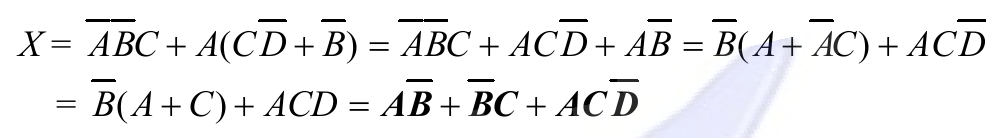 X = A̅B̅C + A(CD̅ + B̅) = A̅B̅C + ACD̅ + AB̅ = B̅(A + A̅C) + ACD̅
= B̅(A + C) + ACD = AB̅ + B̅C + ACD̅